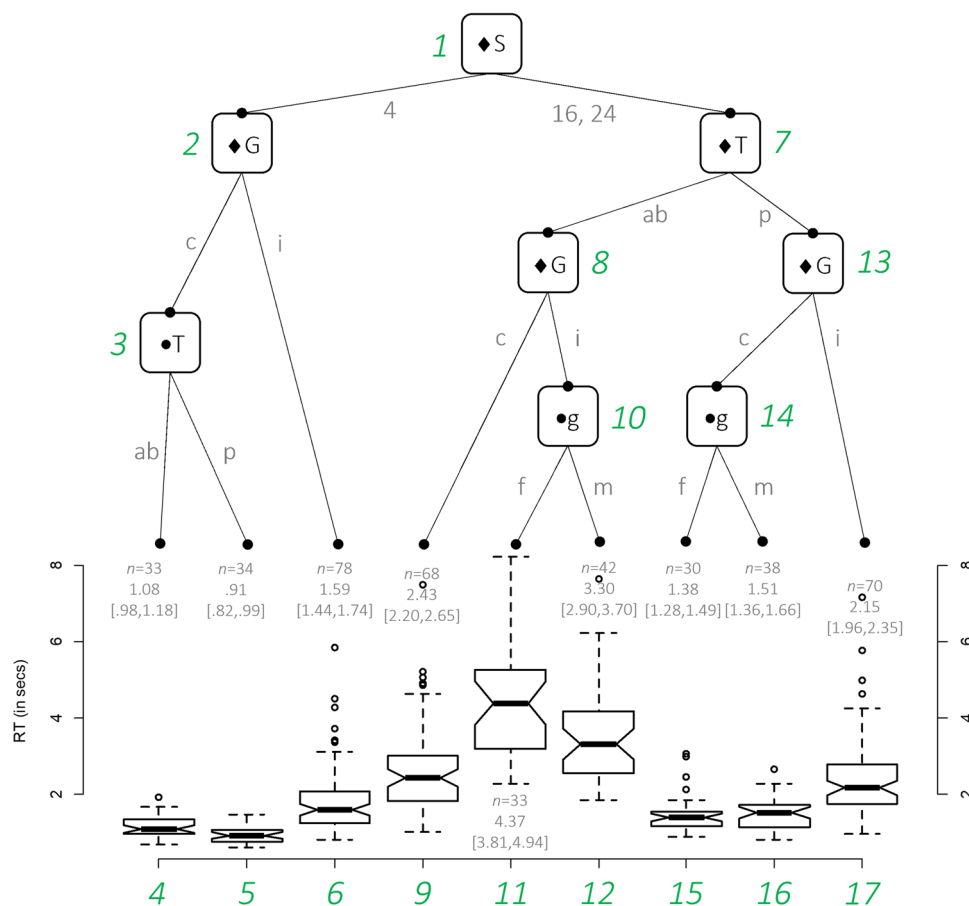 1 ◆S
4 16, 24
2 ◆G ◆T 7
ab p
c i ◆G 8 ◆G 13
3 ●T c i c i
●g 10 ●g 14
ab p f m f m
n=33 n=34 n=78 n=68 n=42 n=30 n=38 n=70
1.08 .91 1.59 2.43 3.30 1.38 1.51 2.15
[.98,1.18] [.82,.99] [1.44,1.74] [2.20,2.65] [2.90,3.70] [1.28,1.49] [1.36,1.66] [1.96,2.35]
8 8
6 6
4 4
2 2
RT (in secs)
n=33
4.37
[3.81,4.94]
4 5 6 9 11 12 15 16 17